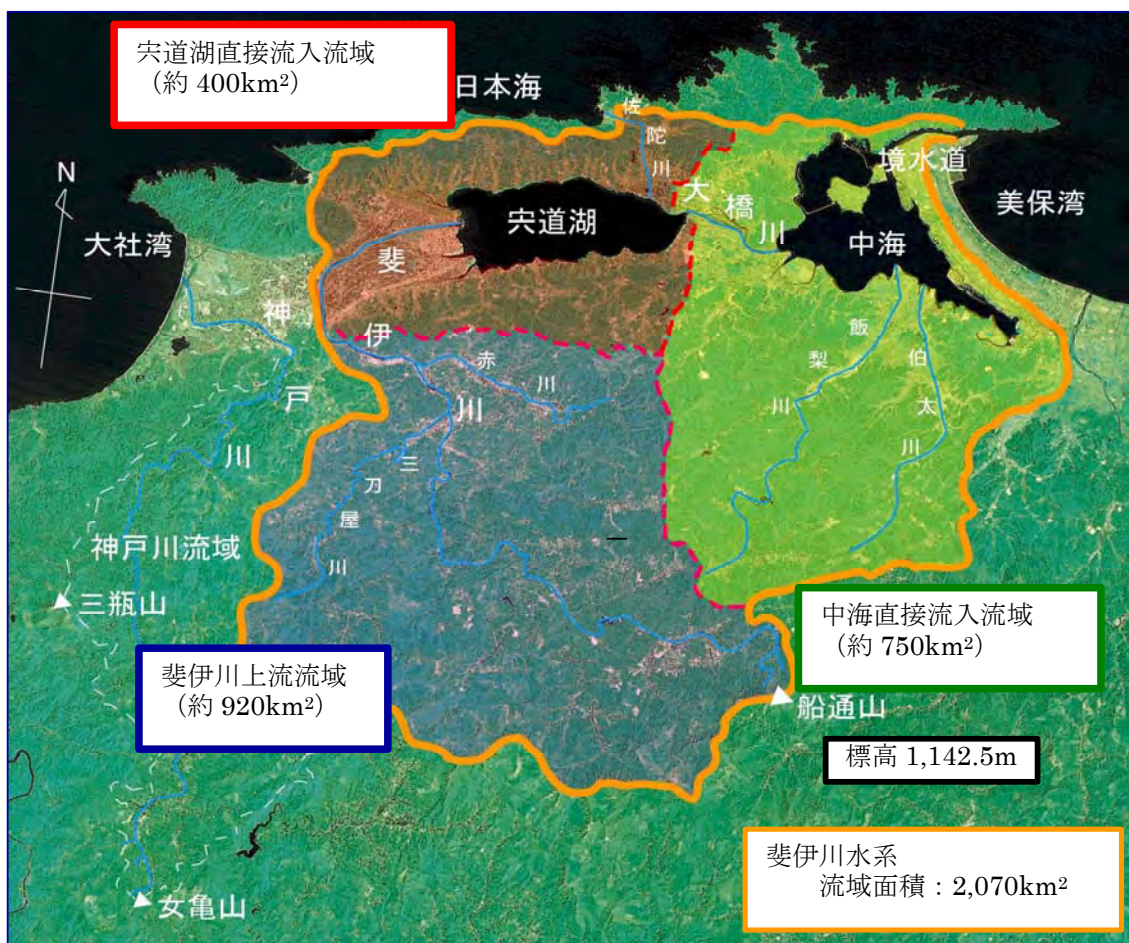 宍道湖直接流入流域
（約 400km²）
日本海
佐陀川
境水道
美保湾
N
大社湾
大橋川
宍道湖
中海
斐伊川
神戸川
赤川
飯梨川
伯太川
三刀屋川
神戸川流域
三瓶山
中海直接流入流域
（約 750km²）
斐伊川上流流域
（約 920km²）
船通山
標高 1,142.5m
斐伊川水系
流域面積：2,070km²
女亀山